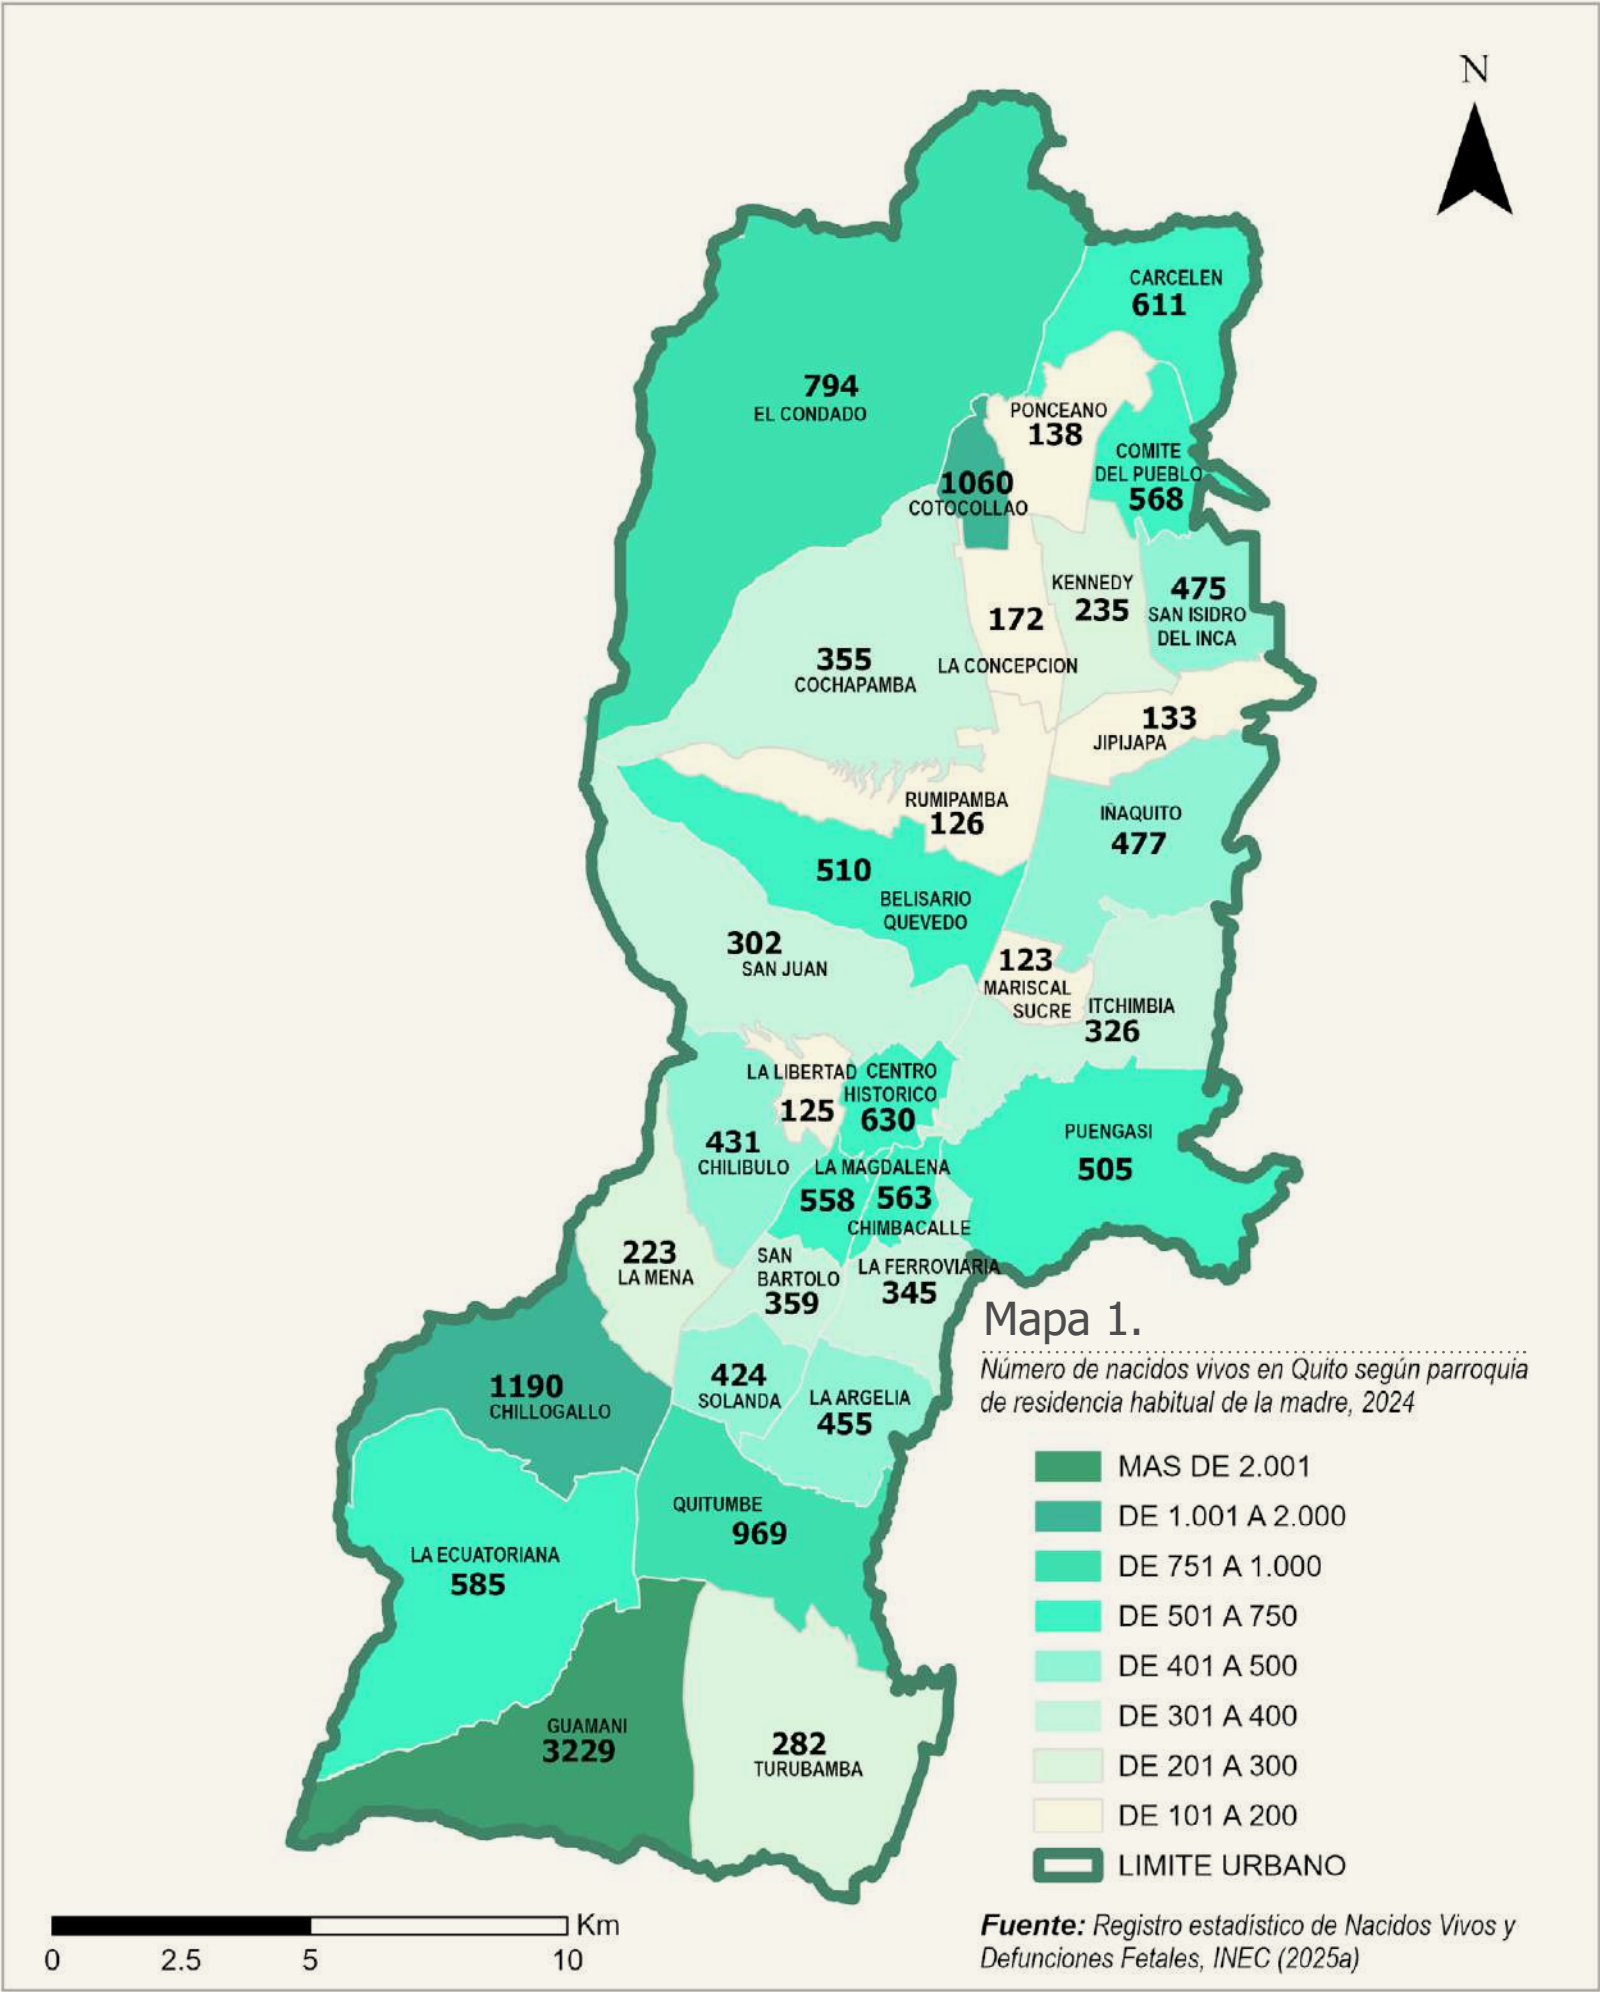 N
CARCELEN
611
794
EL CONDADO
PONCEANO
138
COMITE
DEL PUEBLO
568
1060
COTOCOLLAO
KENNEDY
235
475
SAN ISIDRO
DEL INCA
172
LA CONCEPCION
355
COCHAPAMBA
133
JIPIJAPA
RUMIPAMBA
126
IÑAQUITO
477
510
BELISARIO
QUEVEDO
302
SAN JUAN
123
MARISCAL
SUCRE
ITCHIMBIA
326
LA LIBERTAD
125
CENTRO
HISTORICO
630
431
CHILIBULO
PUENGASI
505
LA MAGDALENA
558
563
CHIMBACALLE
223
LA MENA
SAN
BARTOLO
359
LA FERROVIARIA
345
1190
CHILLOGALLO
424
SOLANDA
LA ARGELIA
455
QUITUMBE
969
LA ECUATORIANA
585
GUAMANI
3229
282
TURUBAMBA
Mapa 1.
Número de nacidos vivos en Quito según parroquia
de residencia habitual de la madre, 2024
MAS DE 2.001
DE 1.001 A 2.000
DE 751 A 1.000
DE 501 A 750
DE 401 A 500
DE 301 A 400
DE 201 A 300
DE 101 A 200
LIMITE URBANO
Fuente: Registro estadístico de Nacidos Vivos y
Defunciones Fetales, INEC (2025a)
Km
0 2.5 5 10